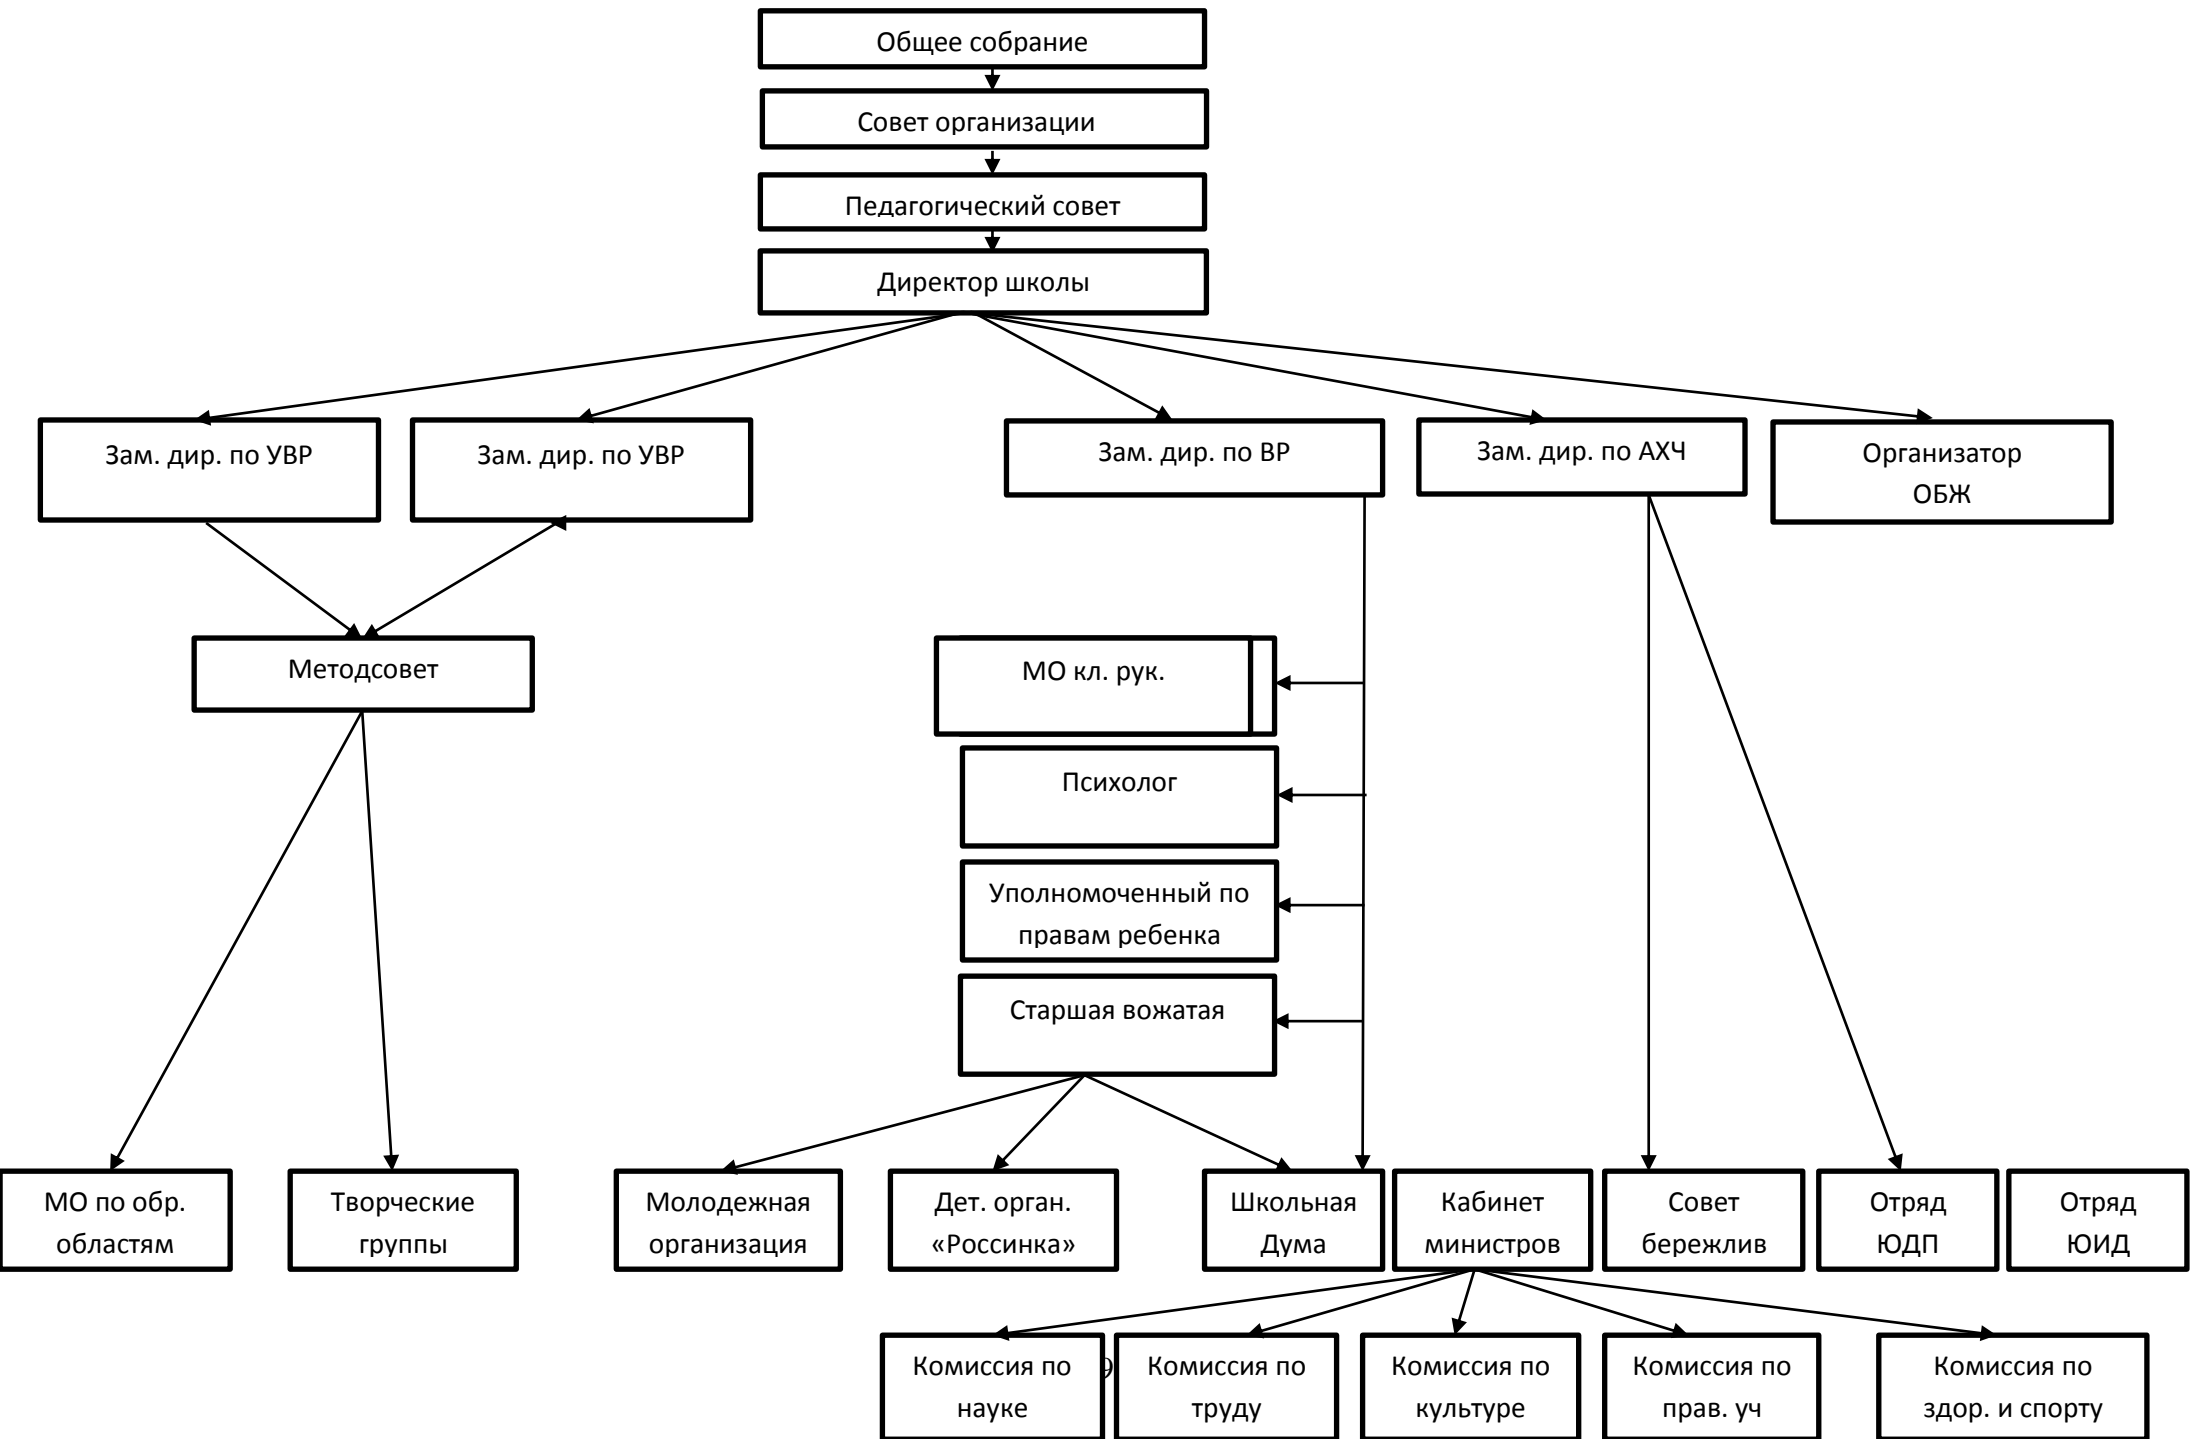 Общее собрание
Совет организации
Педагогический совет
Директор школы
Зам. дир. по УВР
Зам. дир. по УВР
Зам. дир. по ВР
Зам. дир. по АХЧ
Организатор
ОБЖ
Методсовет
МО кл. рук.
Психолог
Уполномоченный по
правам ребенка
Старшая вожатая
МО по обр.
областям
Творческие
группы
Молодежная
организация
Дет. орган.
«Россинка»
Школьная
Дума
Кабинет
министров
Совет
бережлив
Отряд
ЮДП
Отряд
ЮИД
Комиссия по
науке
9
Комиссия по
труду
Комиссия по
культуре
Комиссия по
прав. уч
Комиссия по
здор. и спорту